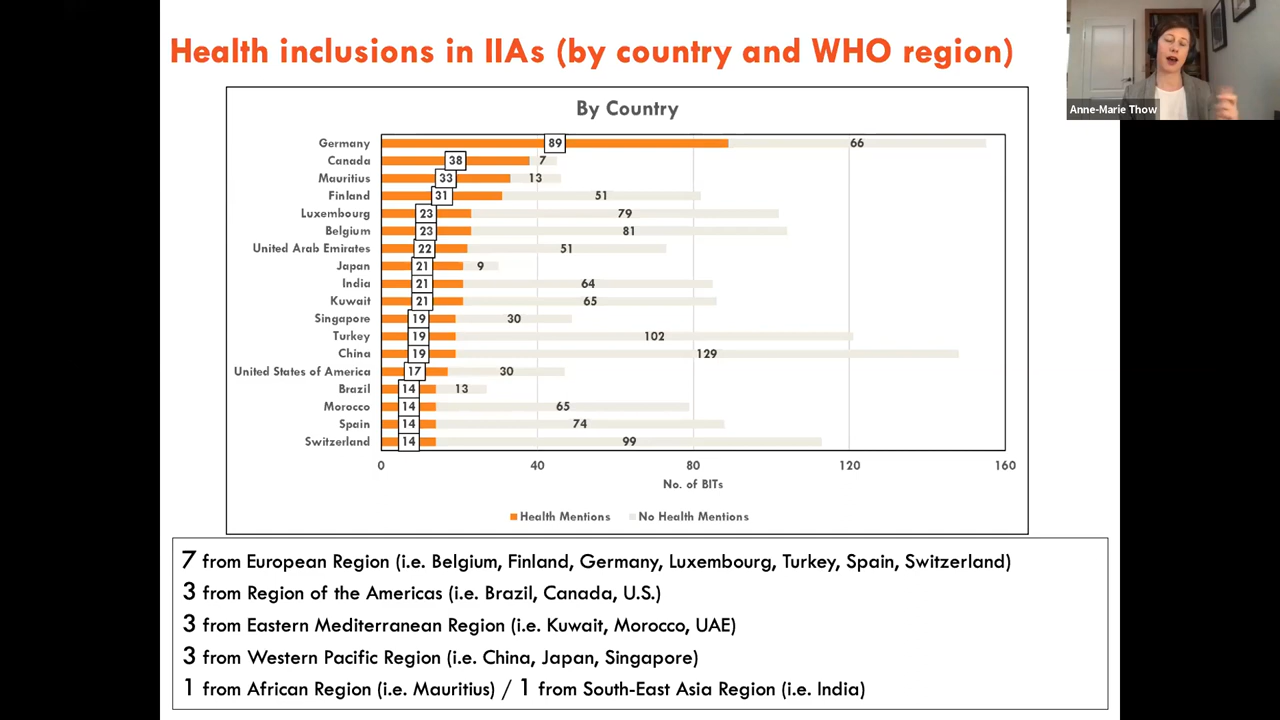 Health inclusions in IIAs (by country and WHO region)
Anne-Marie Thow
By Country
Germany 89 66
Canada 38 7
Mauritius 33 13
Finland 31 51
Luxembourg 23 79
Belgium 23 81
United Arab Emirates 22 51
Japan 21 9
India 21 64
Kuwait 21 65
Singapore 19 30
Turkey 19 102
China 19 129
United States of America 17 30
Brazil 14 13
Morocco 14 65
Spain 14 74
Switzerland 14 99
0 40 80 120 160
No. of BITs
Health Mentions No Health Mentions
7 from European Region (i.e. Belgium, Finland, Germany, Luxembourg, Turkey, Spain, Switzerland)
3 from Region of the Americas (i.e. Brazil, Canada, U.S.)
3 from Eastern Mediterranean Region (i.e. Kuwait, Morocco, UAE)
3 from Western Pacific Region (i.e. China, Japan, Singapore)
1 from African Region (i.e. Mauritius) / 1 from South-East Asia Region (i.e. India)